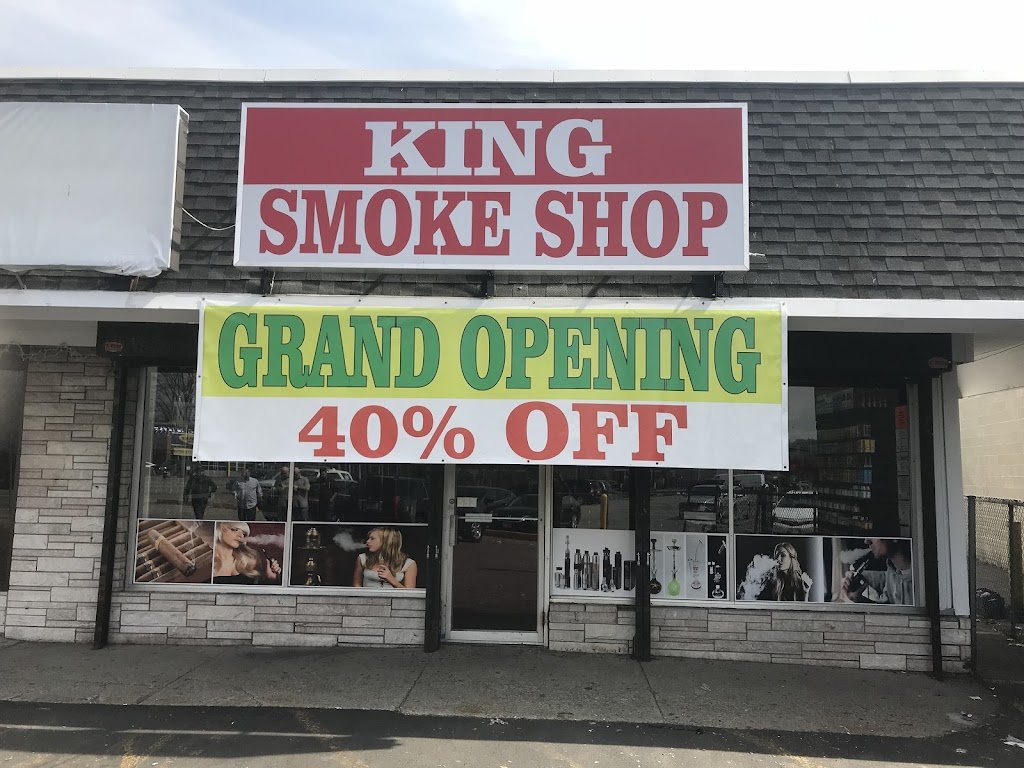 KING
SMOKE SHOP
GRAND OPENING
40% OFF